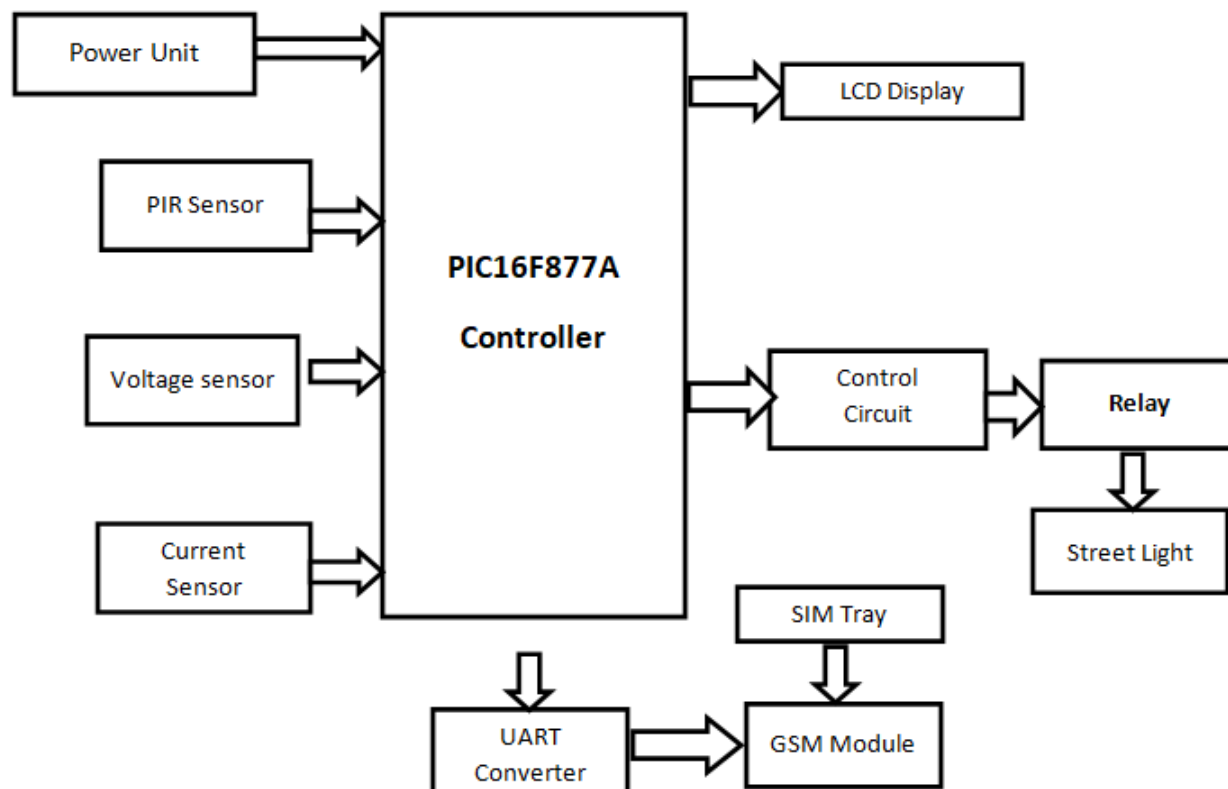 Power Unit
LCD Display
PIR Sensor
PIC16F877A
Controller
Voltage sensor
Control
Circuit
Relay
Current
Sensor
Street Light
SIM Tray
UART
Converter
GSM Module